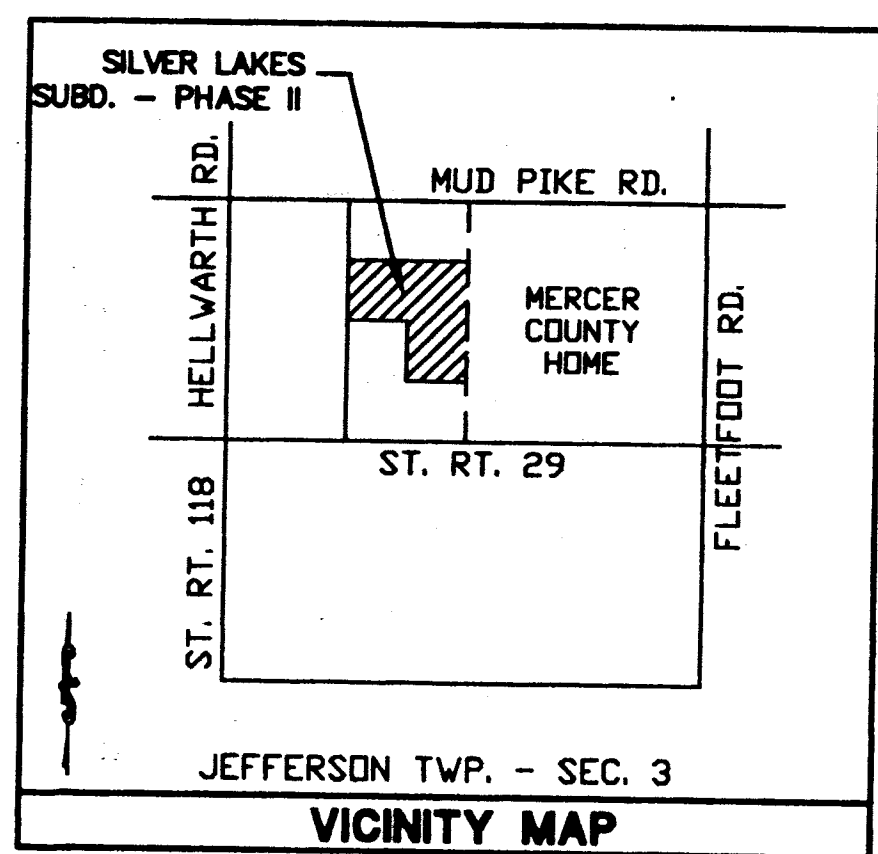 SILVER LAKES
SUBD. - PHASE II
HELLWARTH RD.
MUD PIKE RD.
MERCER
COUNTY
HOME
FLEETFOOT RD.
ST. RT. 29
ST. RT. 118
JEFFERSON TWP. - SEC. 3
VICINITY MAP